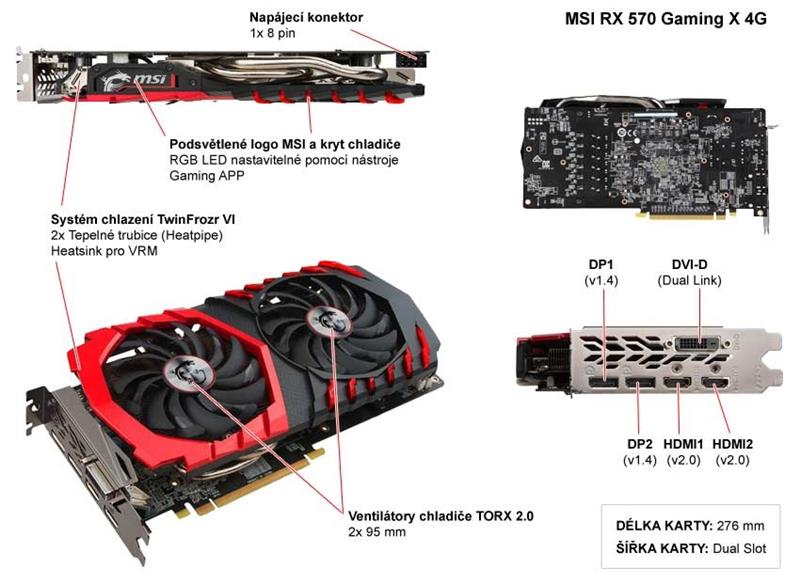 MSI RX 570 Gaming X 4G
Napájecí konektor
1x 8 pin
msi
Podsvětlené logo MSI a kryt chladiče
RGB LED nastavitelné pomocí nástroje
Gaming APP
Systém chlazení TwinFrozr VI
2x Tepelné trubice (Heatpipe)
Heatsink pro VRM
DP1
(v1.4)
DVI-D
(Dual Link)
DP2
(v1.4)
HDMI1
(v2.0)
HDMI2
(v2.0)
Ventilátory chladiče TORX 2.0
2x 95 mm
DÉLKA KARTY: 276 mm
ŠÍŘKA KARTY: Dual Slot